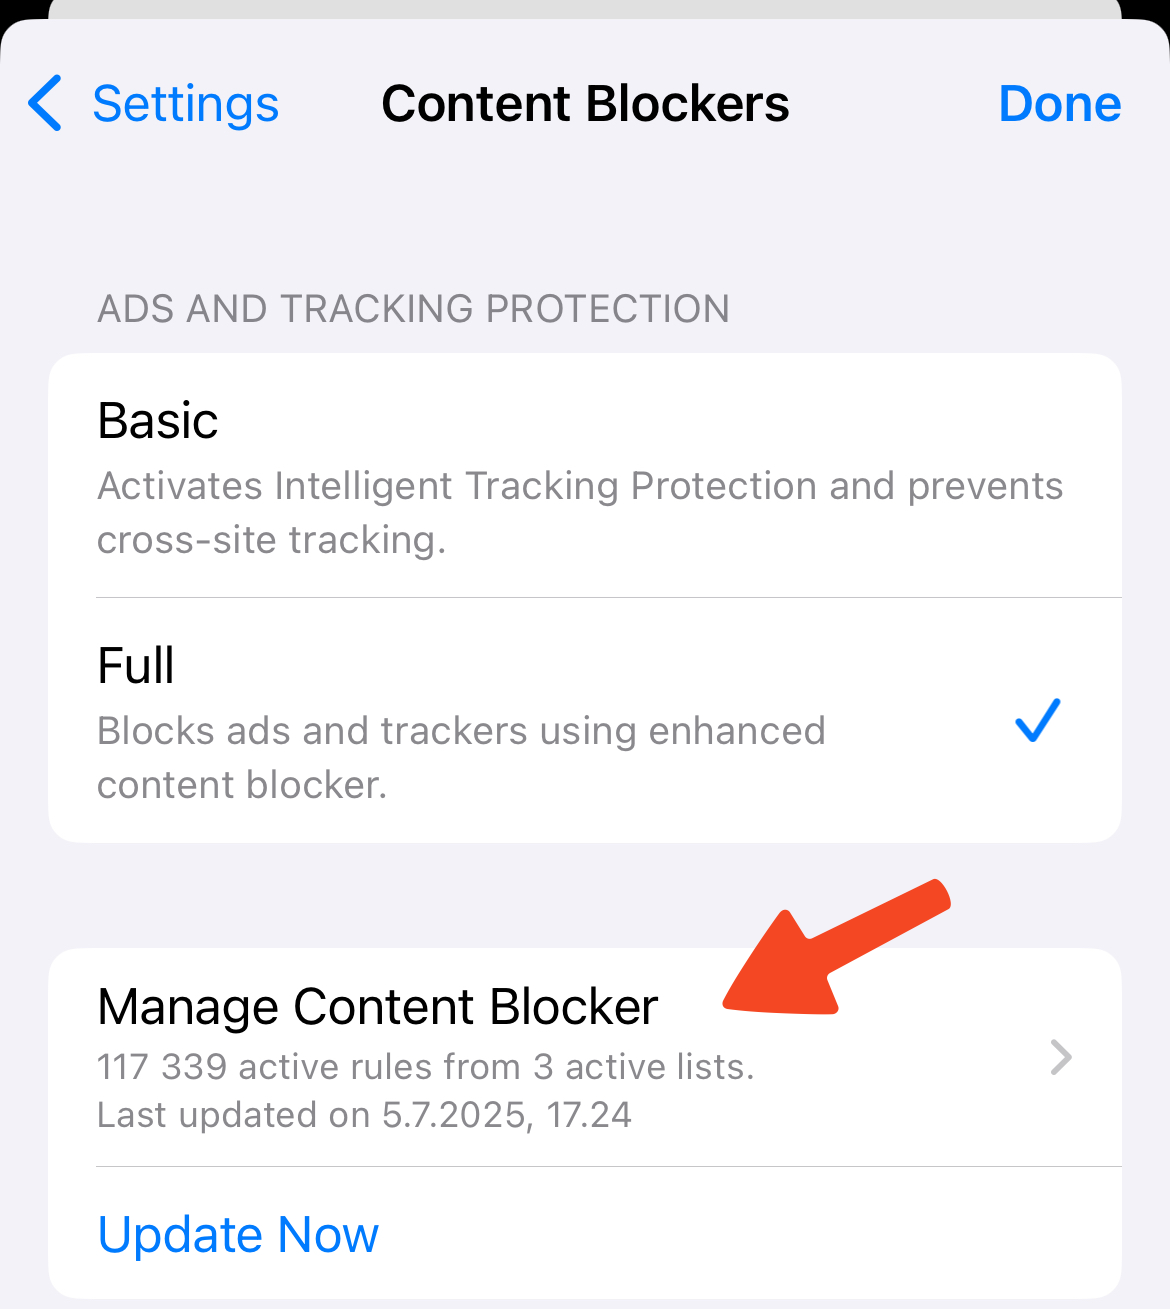 Settings
Content Blockers
Done
ADS AND TRACKING PROTECTION
Basic
Activates Intelligent Tracking Protection and prevents
cross-site tracking.
Full
Blocks ads and trackers using enhanced
content blocker.
Manage Content Blocker
117 339 active rules from 3 active lists.
Last updated on 5.7.2025, 17.24
Update Now